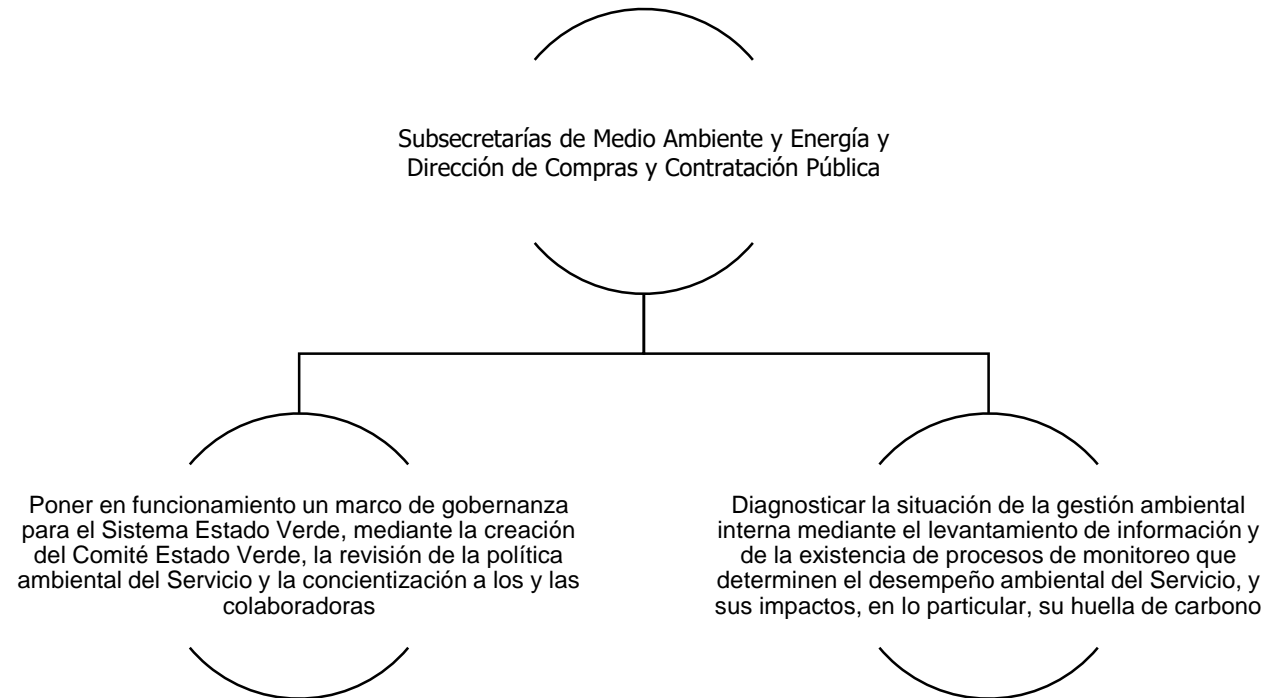 Subsecretarías de Medio Ambiente y Energía y
Dirección de Compras y Contratación Pública
Poner en funcionamiento un marco de gobernanza
para el Sistema Estado Verde, mediante la creación
del Comité Estado Verde, la revisión de la política
ambiental del Servicio y la concientización a los y las
colaboradoras
Diagnosticar la situación de la gestión ambiental
interna mediante el levantamiento de información y
de la existencia de procesos de monitoreo que
determinen el desempeño ambiental del Servicio, y
sus impactos, en lo particular, su huella de carbono